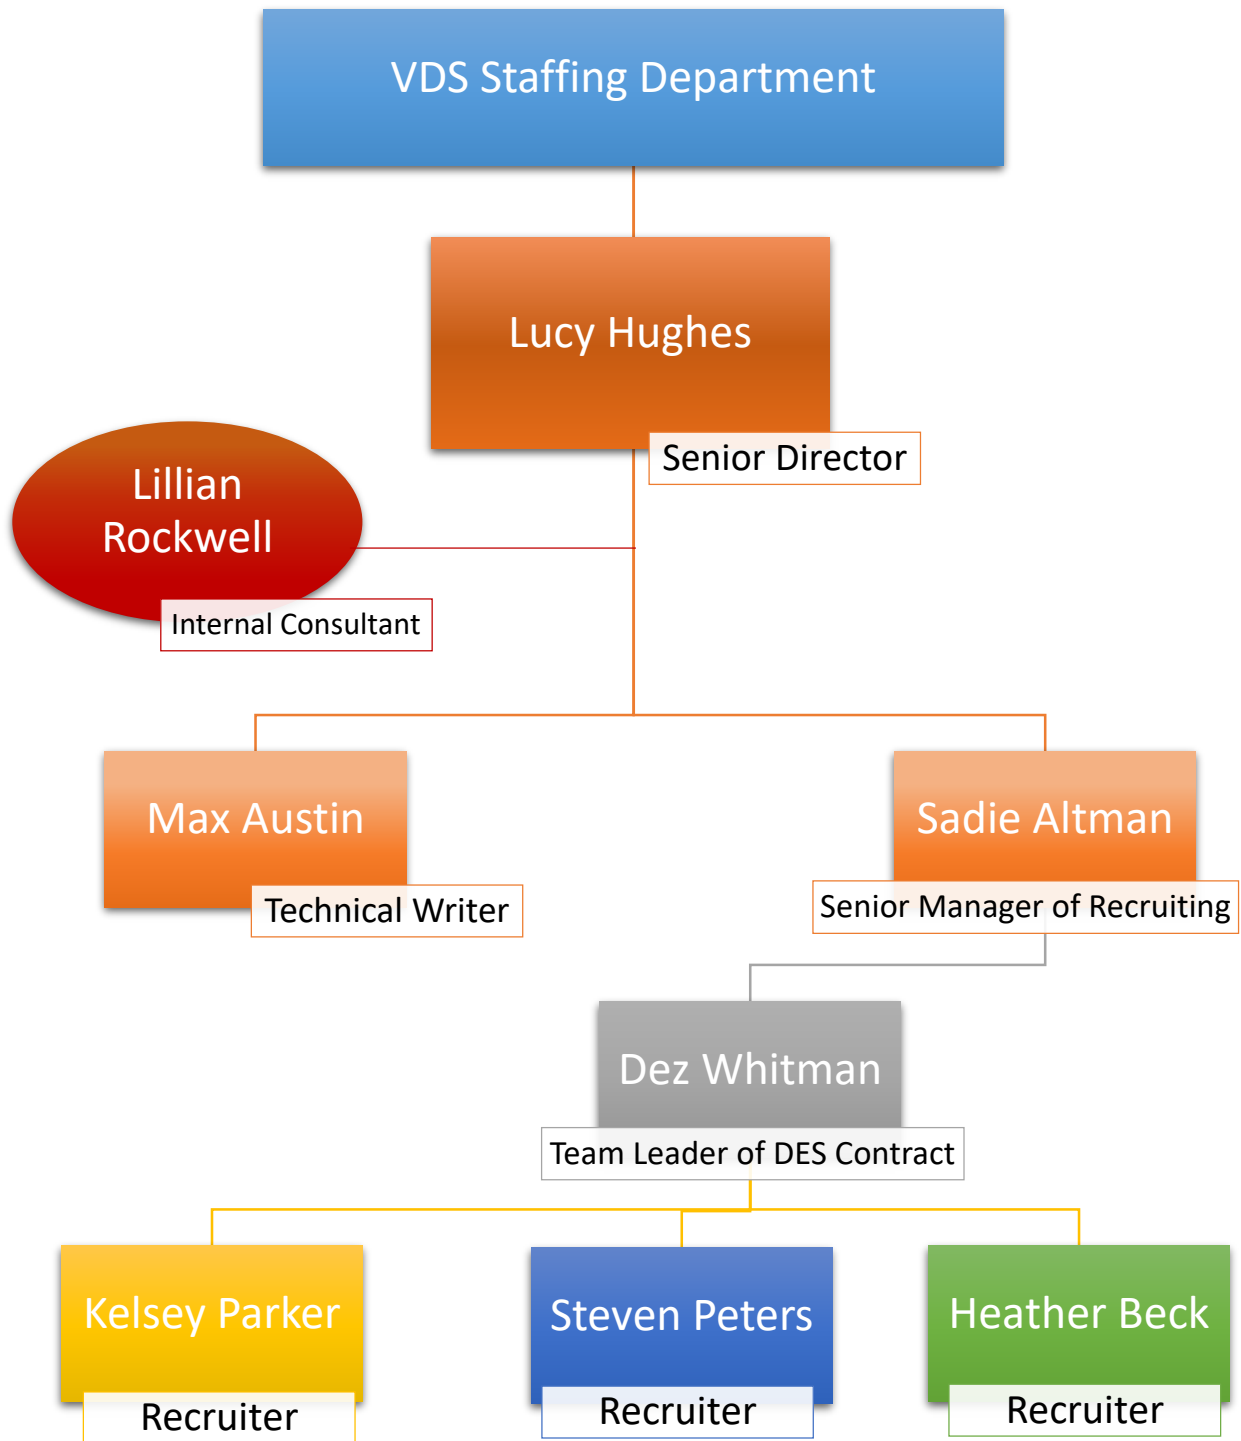 VDS Staffing Department
Lucy Hughes
Senior Director
Lillian
Rockwell
Internal Consultant
Max Austin
Technical Writer
Sadie Altman
Senior Manager of Recruiting
Dez Whitman
Team Leader of DES Contract
Kelsey Parker
Recruiter
Steven Peters
Recruiter
Heather Beck
Recruiter